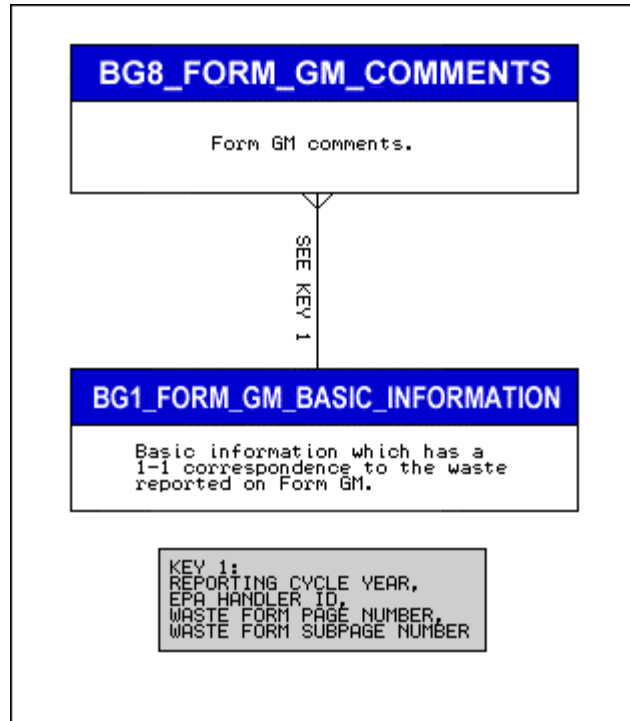 BG8_FORM_GM_COMMENTS
Form GM comments.
SEE KEY 1
BG1_FORM_GM_BASIC_INFORMATION
Basic information which has a
1-1 correspondence to the waste
reported on Form GM.
KEY 1:
REPORTING CYCLE YEAR,
EPA HANDLER ID,
WASTE FORM PAGE NUMBER,
WASTE FORM SUBPAGE NUMBER